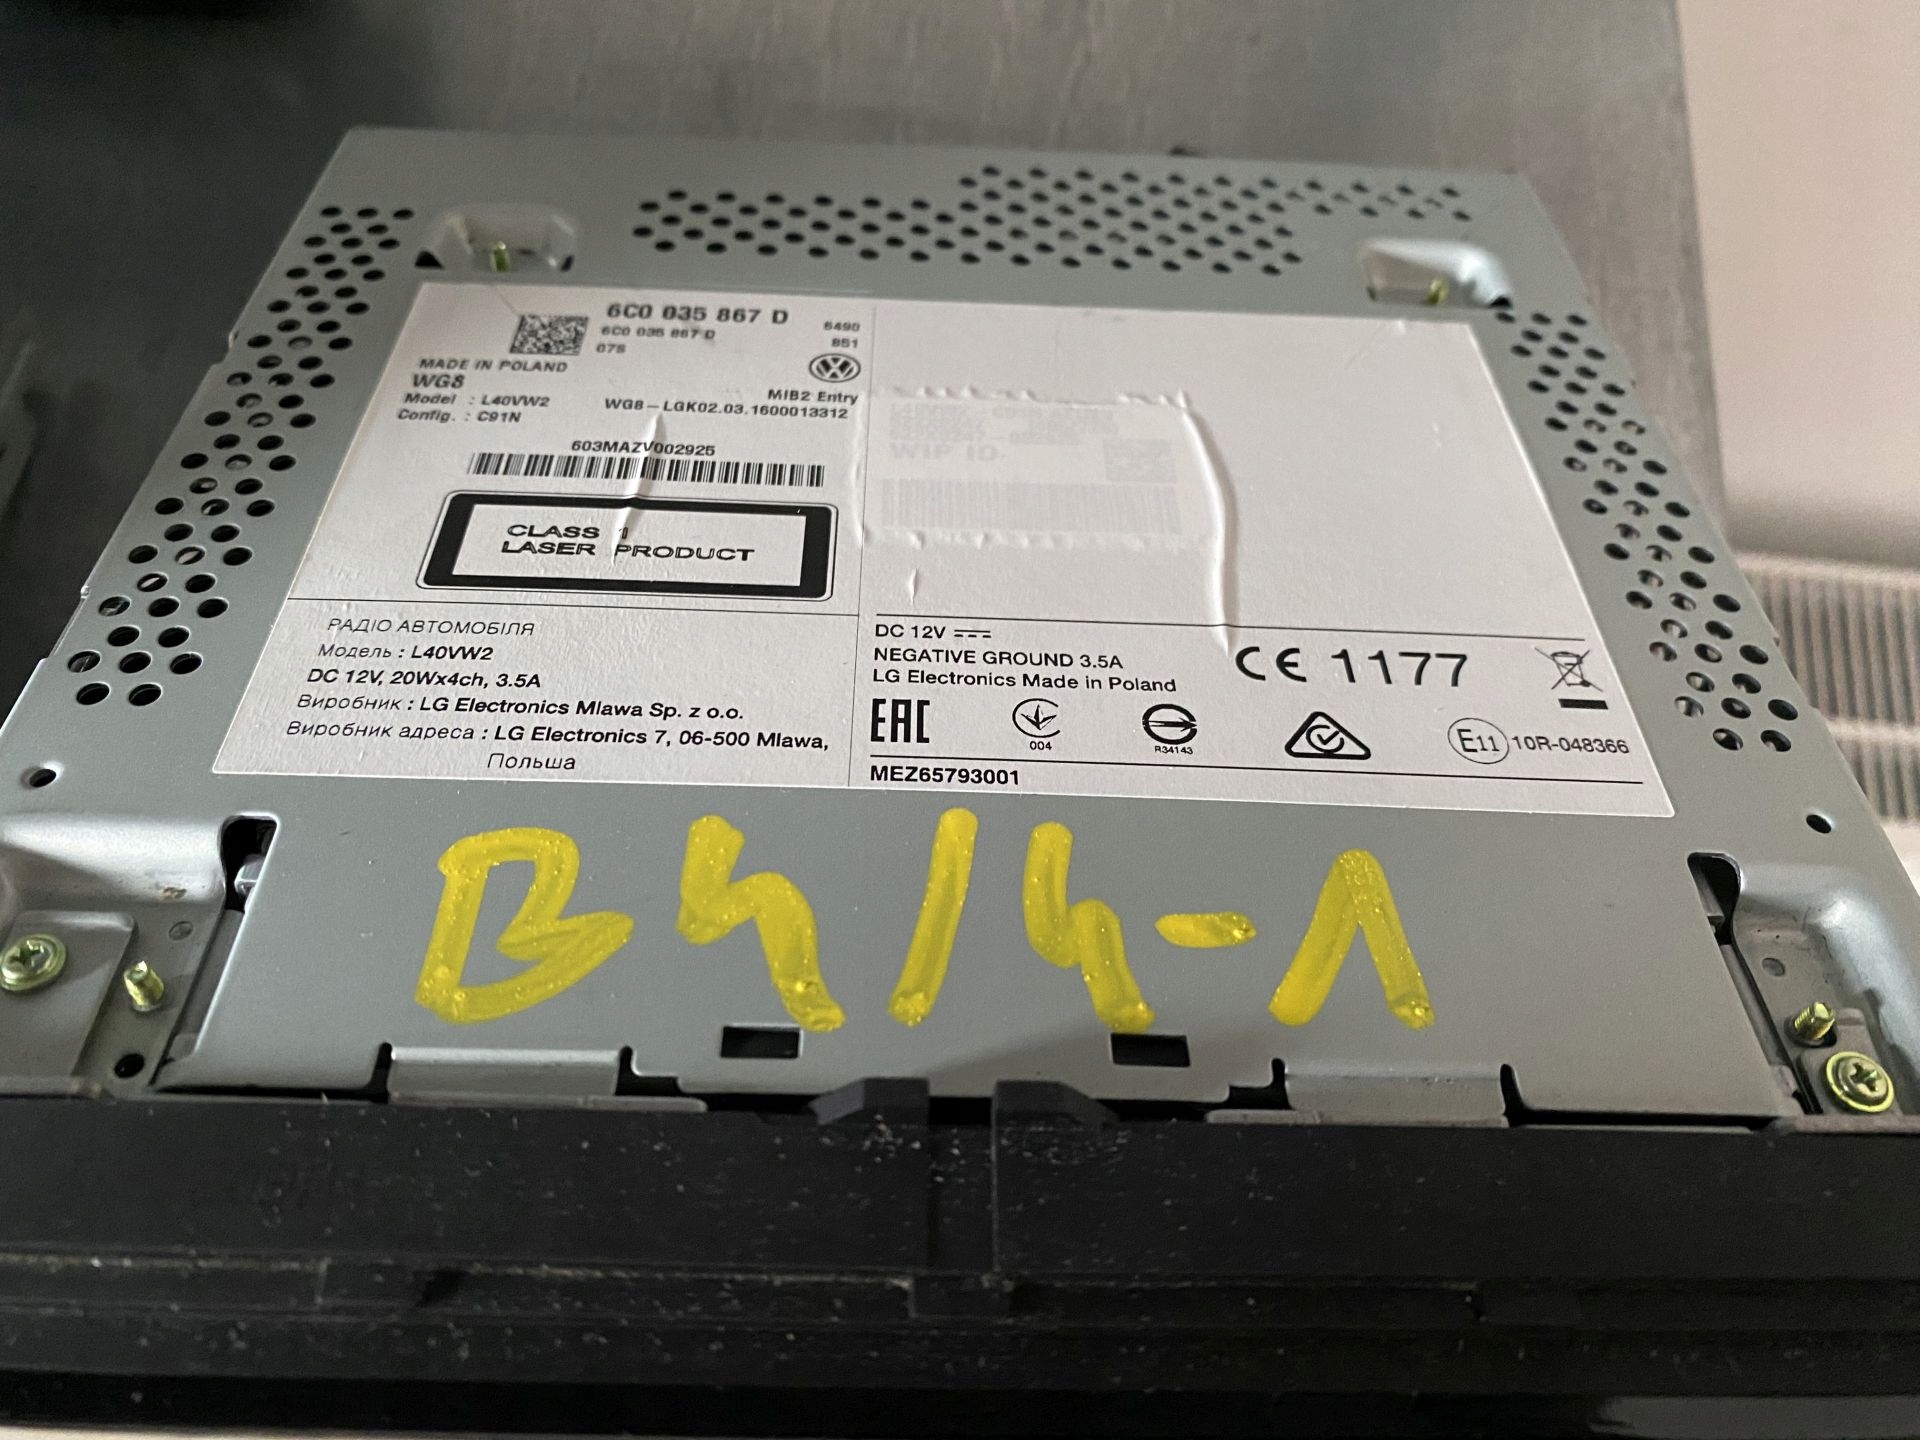 6C0 035 867 D
6C0 035 867 D
07S
6490
8S1
MADE IN POLAND
WG8
Model : L40VW2
Config. : C91N
MIB2 Entry
WG8-LGK02.03.1600013312
603MAZV002925
CLASS 1
LASER PRODUCT
РАДІО АВТОМОБІЛЯ
Модель : L40VW2
DC 12V, 20Wx4ch, 3.5A
Виробник : LG Electronics Mlawa Sp. z o.o.
Виробник адреса : LG Electronics 7, 06-500 Mlawa,
Польша
WIP ID
DC 12V
NEGATIVE GROUND 3.5A
LG Electronics Made in Poland
CE 1177
EAC
004
R34143
E11 10R-048366
MEZ65793001
B4/4-1